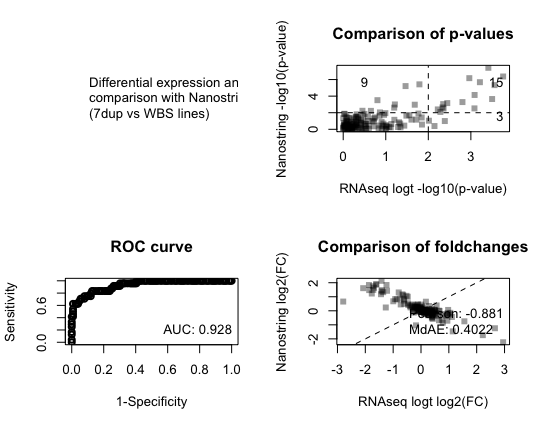 Differential expression an
comparison with Nanostri
(7dup vs WBS lines)
Comparison of p-values
Nanostring -log10(p-value)
0 4
9
15
3
0 1 2 3
RNAseq logt -log10(p-value)
ROC curve
Sensitivity
0.0 0.6
AUC: 0.928
0.0 0.2 0.4 0.6 0.8 1.0
1-Specificity
Comparison of foldchanges
Nanostring log2(FC)
-2 0 2
Pearson: -0.881
MdAE: 0.4022
-3 -2 -1 0 1 2 3
RNAseq logt log2(FC)